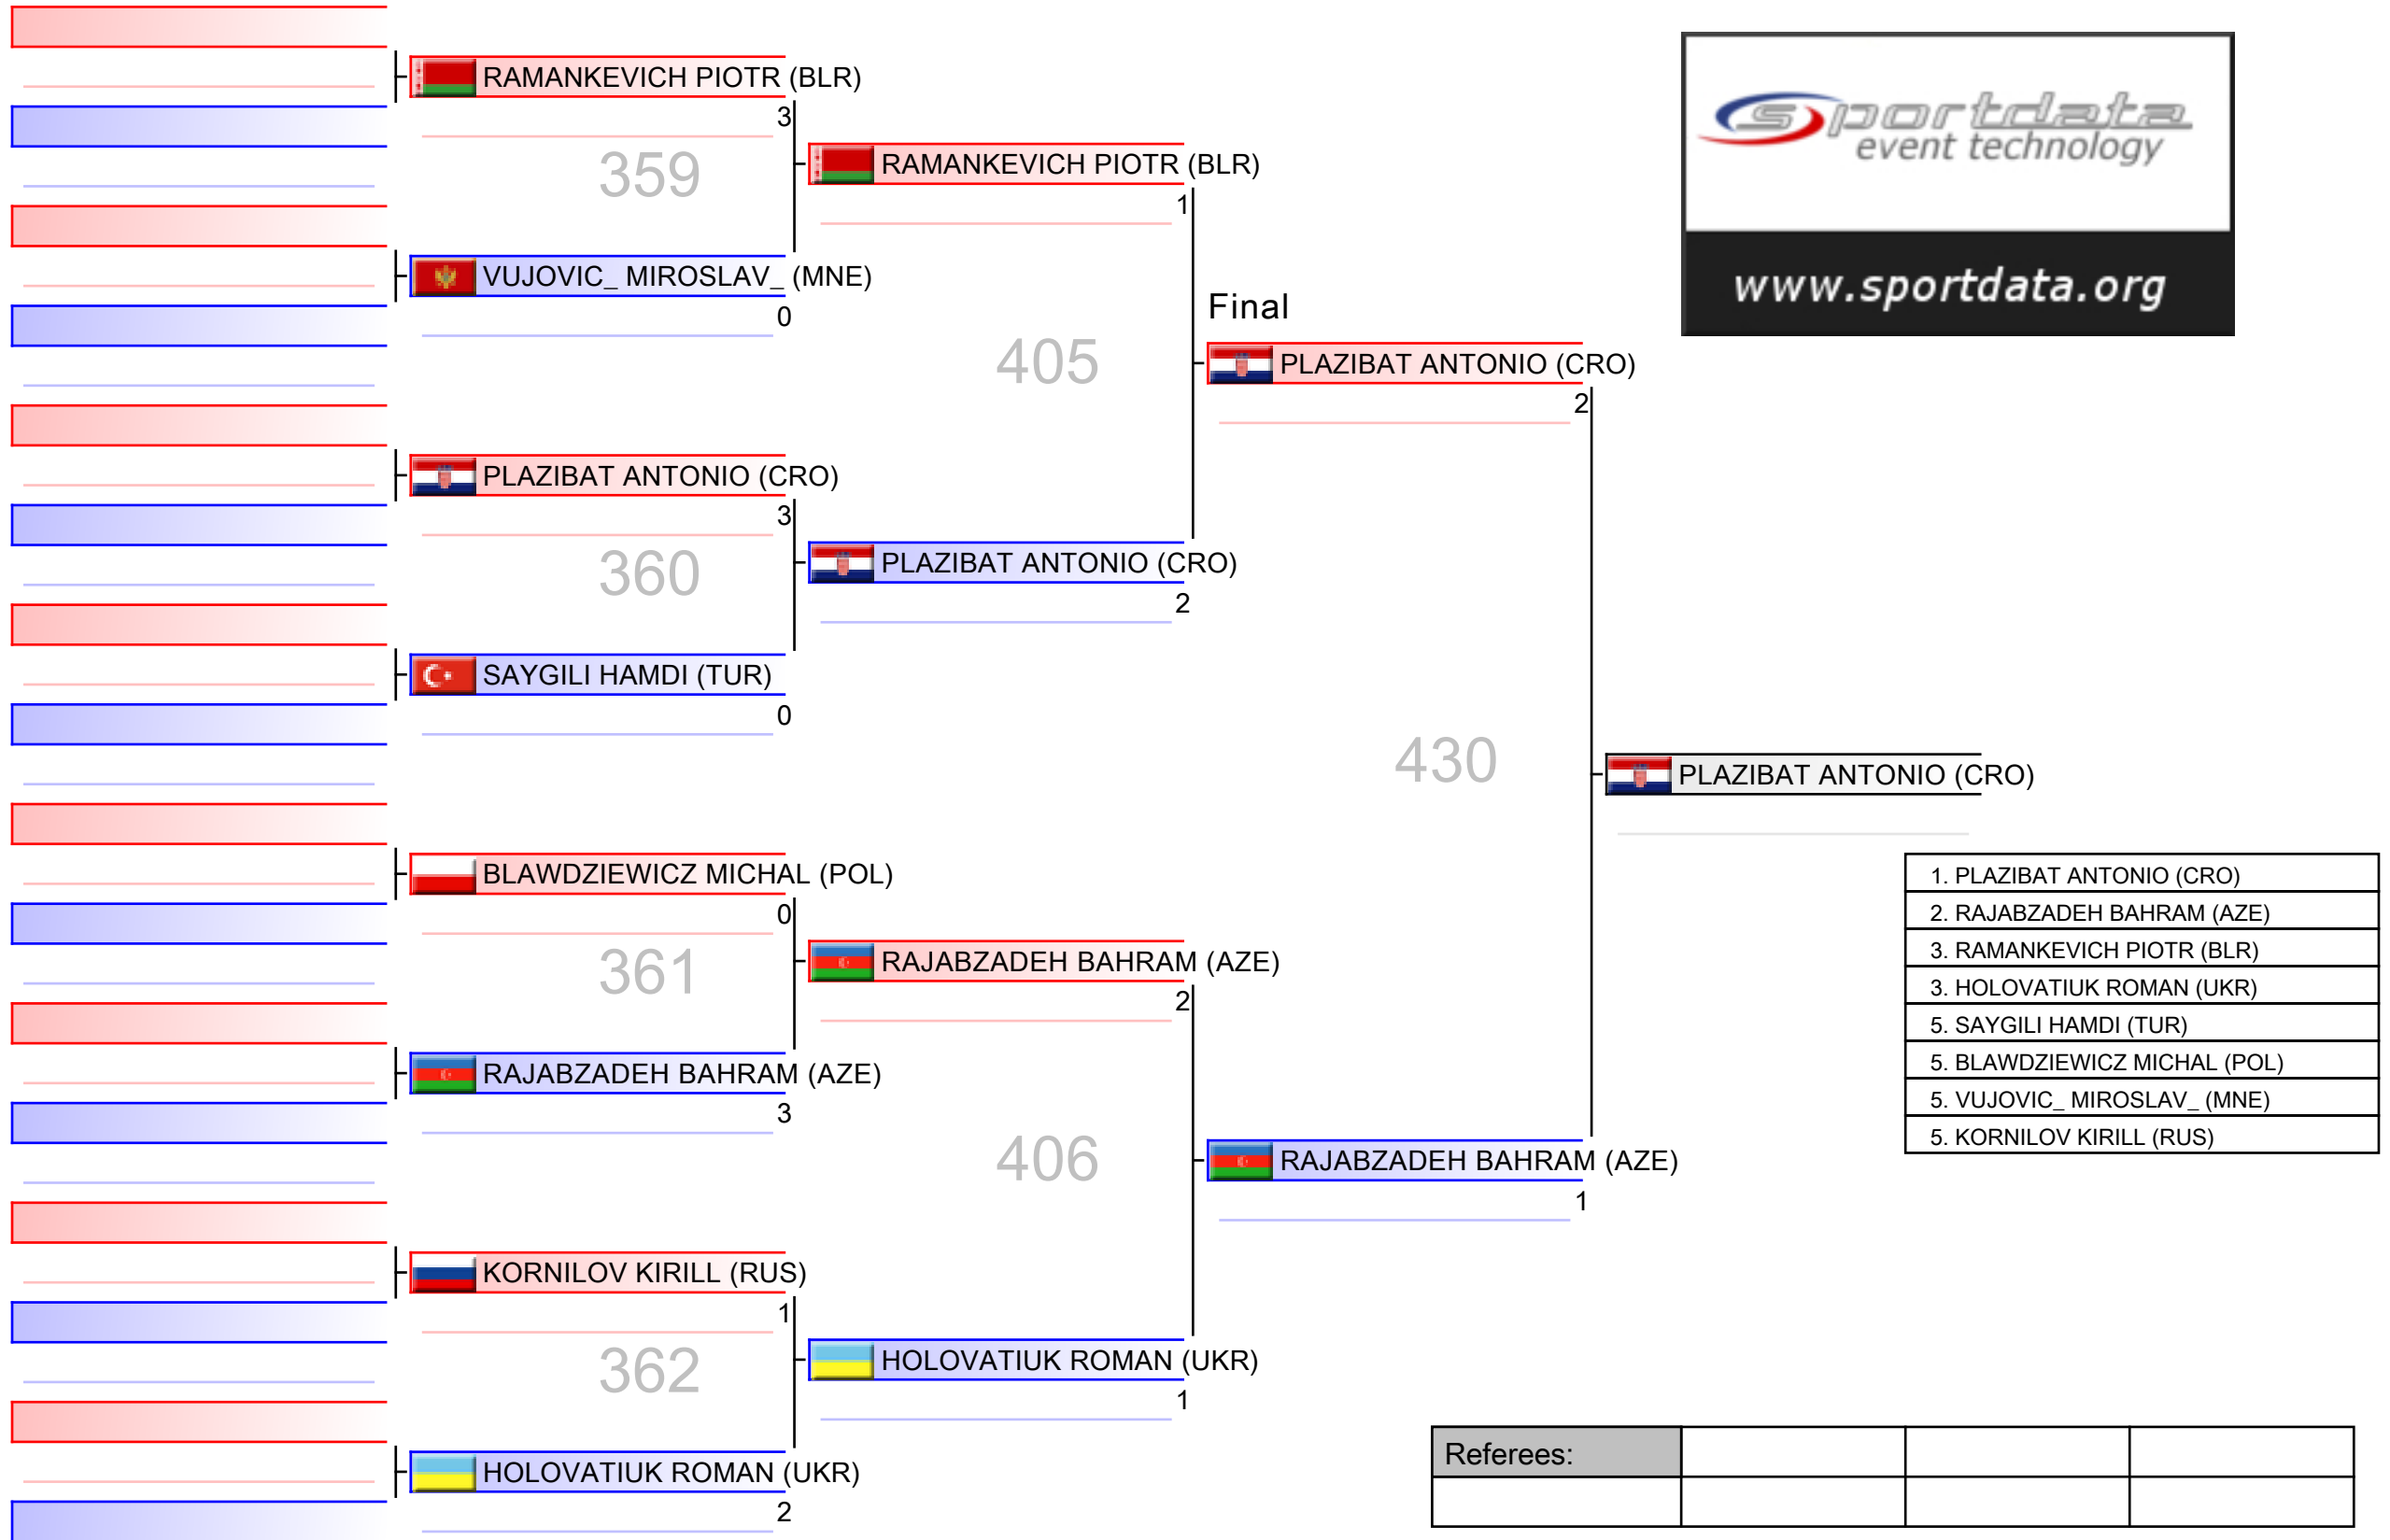 RAMANKEVICH PIOTR (BLR)
3
359
VUJOVIC_ MIROSLAV_ (MNE)
0
PLAZIBAT ANTONIO (CRO)
3
360
SAYGILI HAMDI (TUR)
0
BLAWDZIEWICZ MICHAL (POL)
0
361
RAJABZADEH BAHRAM (AZE)
3
KORNILOV KIRILL (RUS)
1
362
HOLOVATIUK ROMAN (UKR)
2
RAMANKEVICH PIOTR (BLR)
1
405
PLAZIBAT ANTONIO (CRO)
2
RAJABZADEH BAHRAM (AZE)
2
406
HOLOVATIUK ROMAN (UKR)
1
Final
PLAZIBAT ANTONIO (CRO)
2
430
RAJABZADEH BAHRAM (AZE)
1
PLAZIBAT ANTONIO (CRO)
sportdata
event technology
www.sportdata.org
1. PLAZIBAT ANTONIO (CRO)
2. RAJABZADEH BAHRAM (AZE)
3. RAMANKEVICH PIOTR (BLR)
3. HOLOVATIUK ROMAN (UKR)
5. SAYGILI HAMDI (TUR)
5. BLAWDZIEWICZ MICHAL (POL)
5. VUJOVIC_ MIROSLAV_ (MNE)
5. KORNILOV KIRILL (RUS)
Referees: